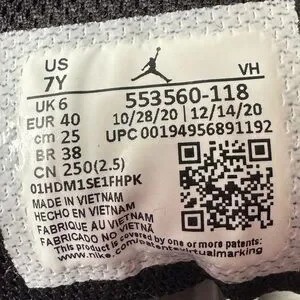 US
7Y
VH
UK 6
EUR 40
cm 25
BR 38
CN 250(2.5)
553560-118
10/28/20 12/14/20
UPC 00194956891192
01HDM1SE1FHPK
MADE IN VIETNAM
HECHO EN VIETNAM
FABRIQUE AU VIETNAM
FABRICADO NO VIETNÃ
This product is covered by one or more patents
www.nike.com/patentsvirtualmarking